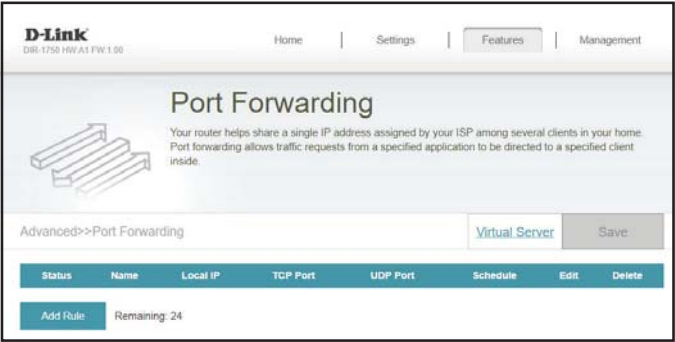 D-Link
DIR-1750 HW:A1 FW:1.00
Home | Settings | Features | Management
Port Forwarding
Your router helps share a single IP address assigned by your ISP among several clients in your home.
Port forwarding allows traffic requests from a specified application to be directed to a specified client
inside.
Advanced>>Port Forwarding
Virtual Server
Save
Status Name Local IP TCP Port UDP Port Schedule Edit Delete
Add Rule Remaining: 24